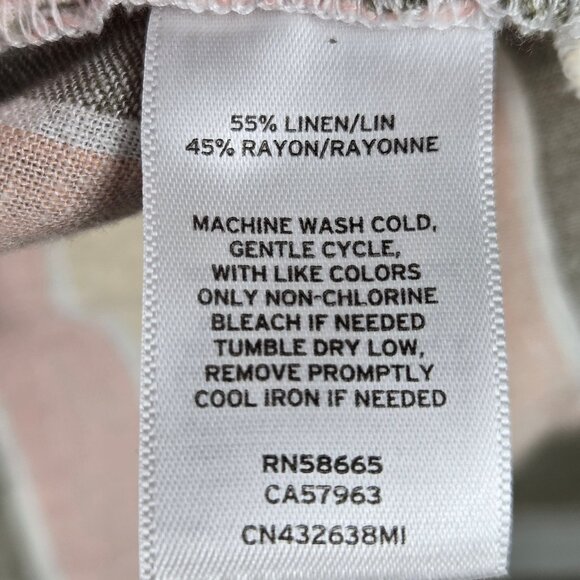 55% LINEN/LIN
45% RAYON/RAYONNE
MACHINE WASH COLD,
GENTLE CYCLE,
WITH LIKE COLORS
ONLY NON-CHLORINE
BLEACH IF NEEDED
TUMBLE DRY LOW,
REMOVE PROMPTLY
COOL IRON IF NEEDED
RN58665
CA57963
CN432638MI